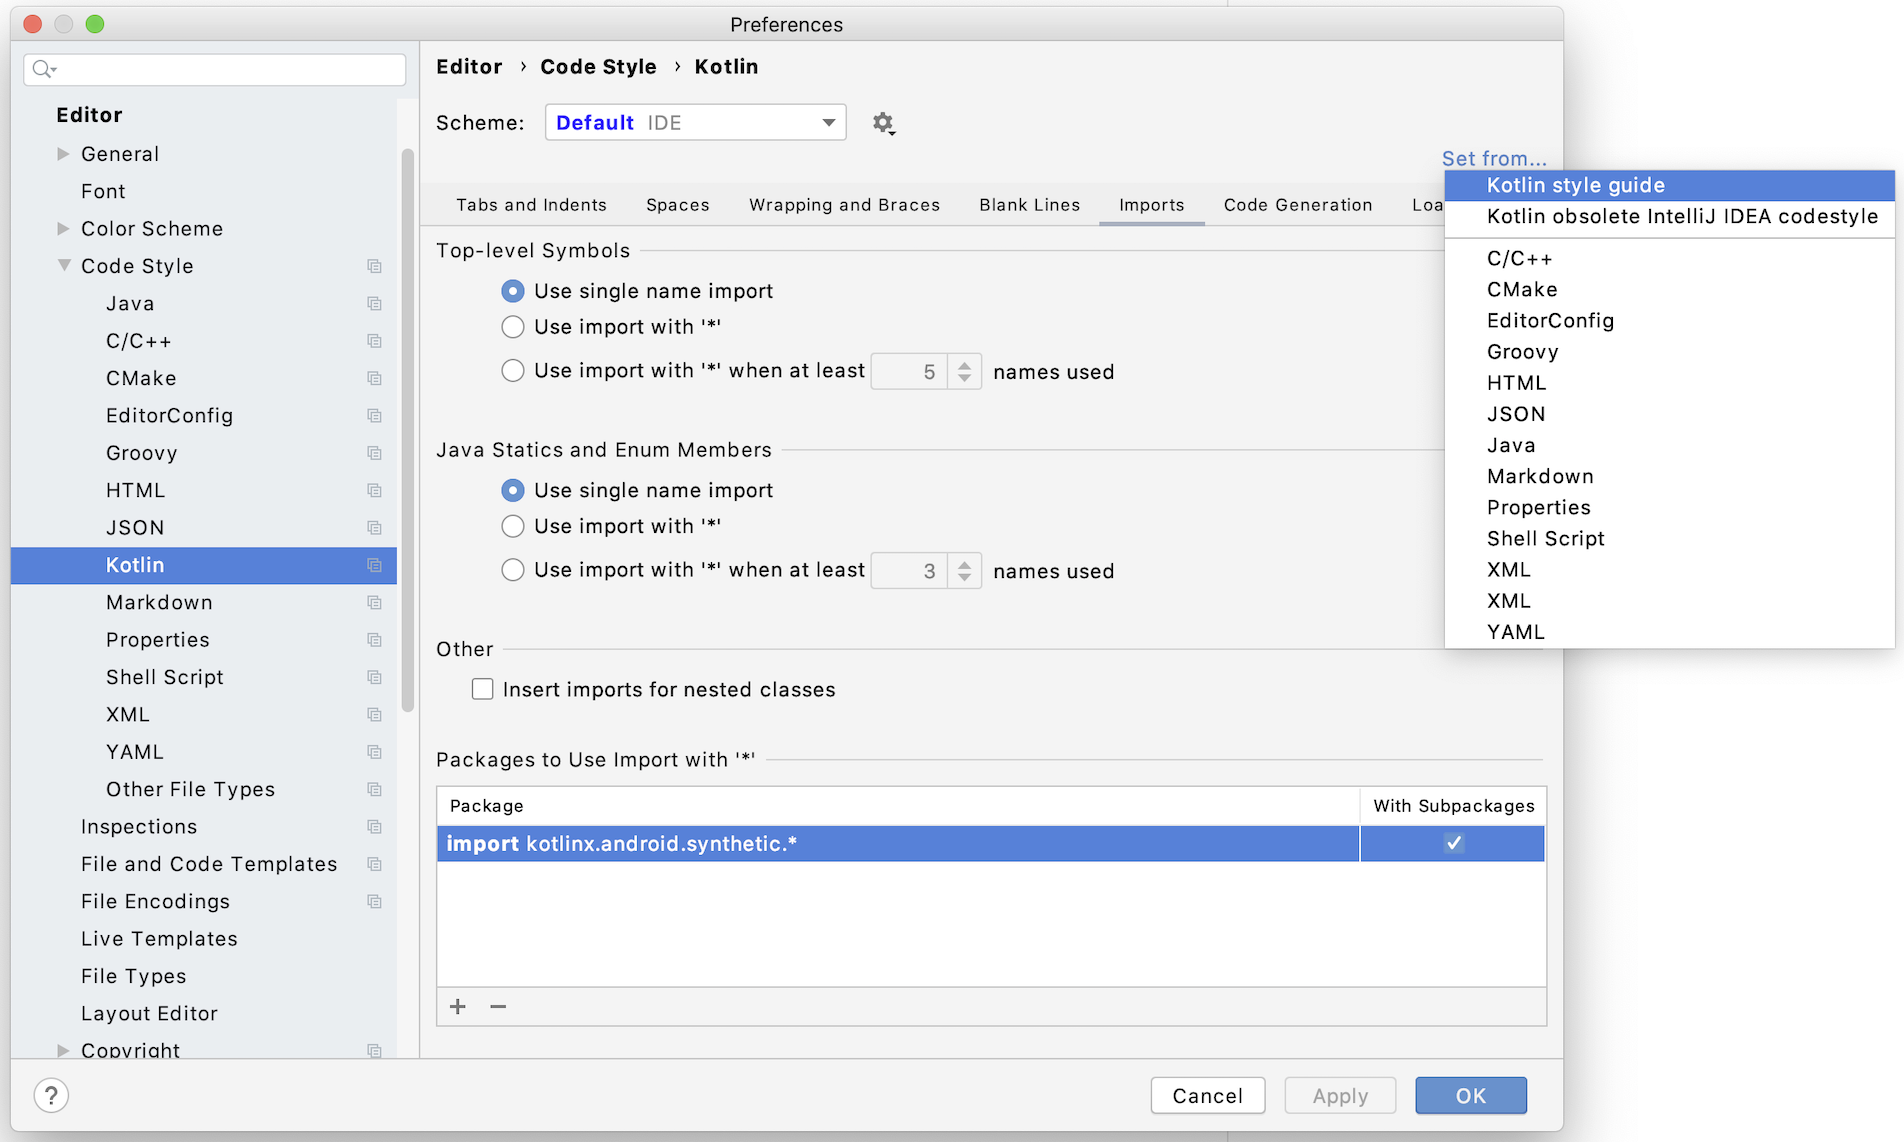 Preferences
Editor › Code Style › Kotlin
Scheme: Default IDE
Set from...
Editor
General
Font
Color Scheme
Code Style
Java
C/C++
CMake
EditorConfig
Groovy
HTML
JSON
Kotlin
Markdown
Properties
Shell Script
XML
YAML
Other File Types
Inspections
File and Code Templates
File Encodings
Live Templates
File Types
Layout Editor
Copyright
Tabs and Indents Spaces Wrapping and Braces Blank Lines Imports Code Generation Loa
Top-level Symbols
Use single name import
Use import with '*'
Use import with '*' when at least 5 names used
Java Statics and Enum Members
Use single name import
Use import with '*'
Use import with '*' when at least 3 names used
Other
Insert imports for nested classes
Packages to Use Import with '*'
Package With Subpackages
import kotlinx.android.synthetic.*
+ −
Kotlin style guide
Kotlin obsolete IntelliJ IDEA codestyle
C/C++
CMake
EditorConfig
Groovy
HTML
JSON
Java
Markdown
Properties
Shell Script
XML
XML
YAML
? Cancel Apply OK